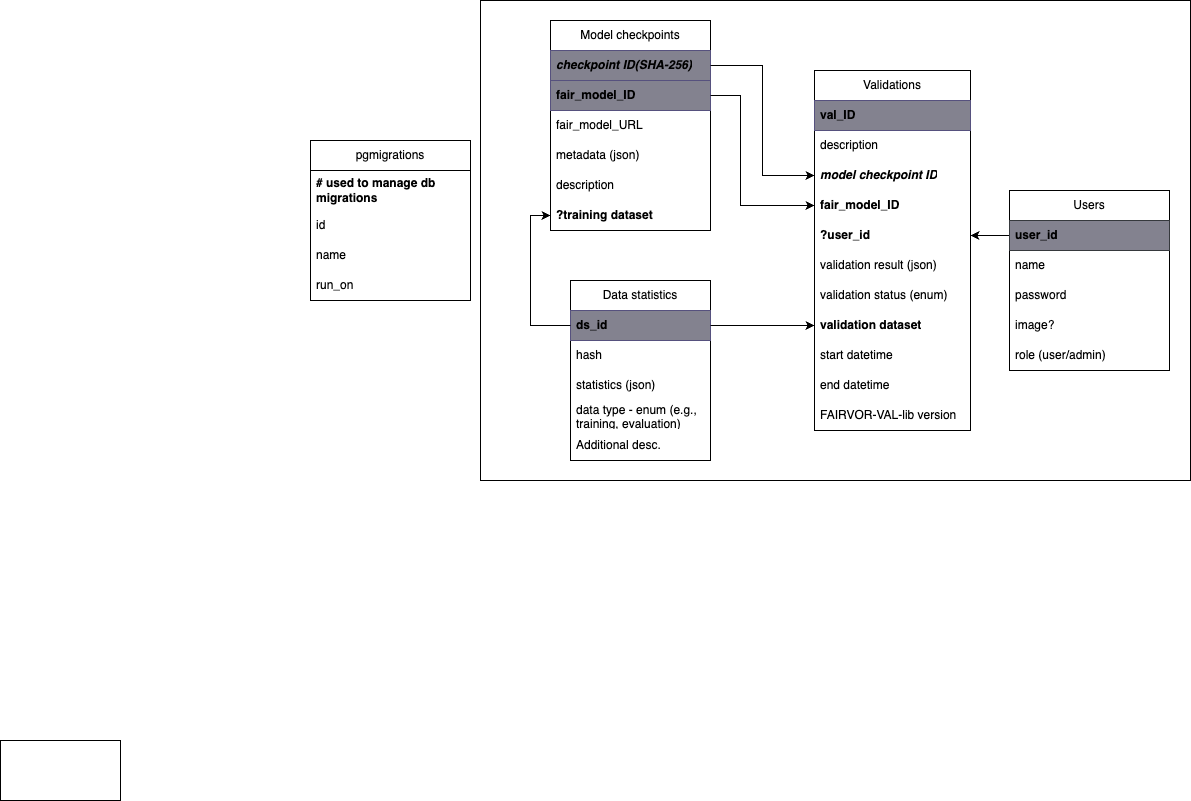 Model checkpoints
checkpoint ID(SHA-256)
fair_model_ID
fair_model_URL
metadata (json)
description
?training dataset
Validations
val_ID
description
model checkpoint ID
fair_model_ID
?user_id
validation result (json)
validation status (enum)
validation dataset
start datetime
end datetime
FAIRVOR-VAL-lib version
pgmigrations
# used to manage db
migrations
id
name
run_on
Users
user_id
name
password
image?
role (user/admin)
Data statistics
ds_id
hash
statistics (json)
data type - enum (e.g.,
training, evaluation)
Additional desc.